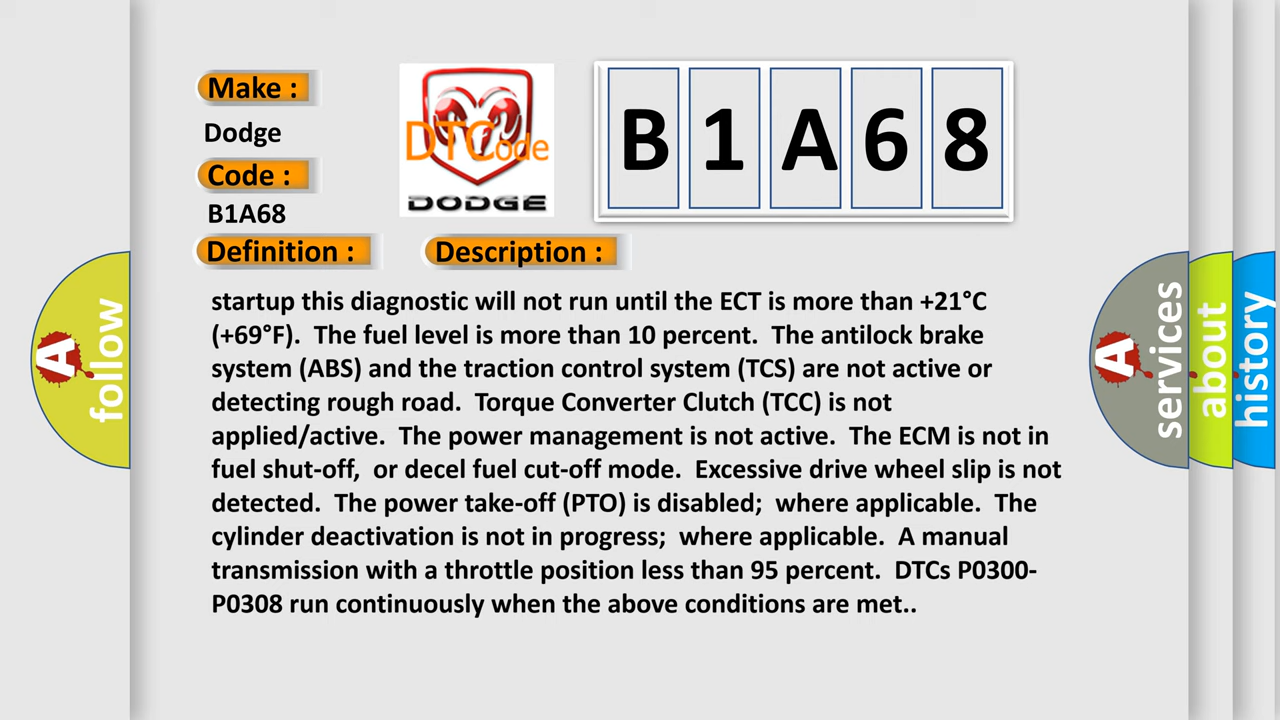 Make :
Dodge
Code :
B1A68
Definition :
Description :
DTCode
DODGE
B 1 A 6 8
startup this diagnostic will not run until the ECT is more than +21°C
(+69°F). The fuel level is more than 10 percent. The antilock brake
system (ABS) and the traction control system (TCS) are not active or
detecting rough road. Torque Converter Clutch (TCC) is not
applied/active. The power management is not active. The ECM is not in
fuel shut-off, or decel fuel cut-off mode. Excessive drive wheel slip is not
detected. The power take-off (PTO) is disabled; where applicable. The
cylinder deactivation is not in progress; where applicable. A manual
transmission with a throttle position less than 95 percent. DTCs P0300-
P0308 run continuously when the above conditions are met..
A
follow
A
services
about
history